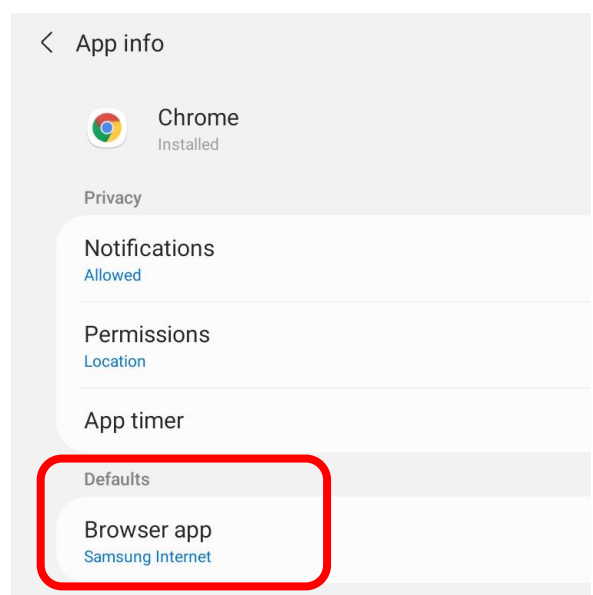 App info
Chrome
Installed
Privacy
Notifications
Allowed
Permissions
Location
App timer
Defaults
Browser app
Samsung Internet